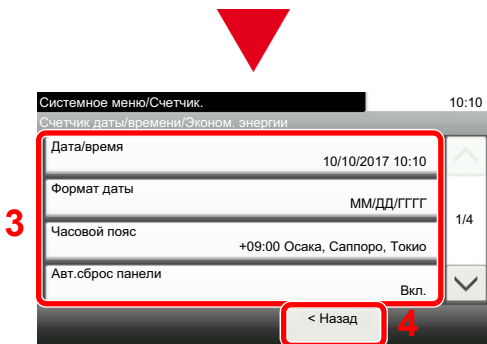 Системное меню/Счетчик.
10:10
Счетчик даты/времени/Эконом. энергии
Дата/время
10/10/2017 10:10
Формат даты
ММ/ДД/ГГГГ
1/4
3
Часовой пояс
+09:00 Осака, Саппоро, Токио
Авт.сброс панели
Вкл.
< Назад
4